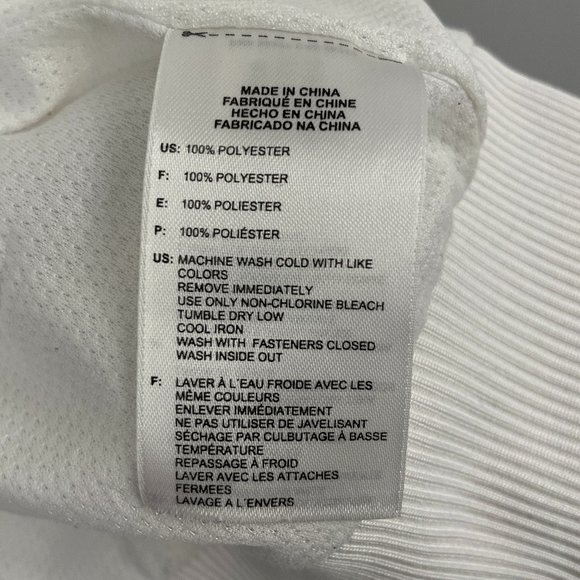 MADE IN CHINA
FABRIQUÉ EN CHINE
HECHO EN CHINA
FABRICADO NA CHINA
US: 100% POLYESTER
F: 100% POLYESTER
E: 100% POLIESTER
P: 100% POLIÉSTER
US: MACHINE WASH COLD WITH LIKE
COLORS
REMOVE IMMEDIATELY
USE ONLY NON-CHLORINE BLEACH
TUMBLE DRY LOW
COOL IRON
WASH WITH FASTENERS CLOSED
WASH INSIDE OUT
F: LAVER À L'EAU FROIDE AVEC LES
MÊME COULEURS
ENLEVER IMMÉDIATEMENT
NE PAS UTILISER DE JAVELISANT
SÉCHAGE PAR CULBUTAGE À BASSE
TEMPÉRATURE
REPASSAGE À FROID
LAVER AVEC LES ATTACHES
FERMEES
LAVAGE A L'ENVERS